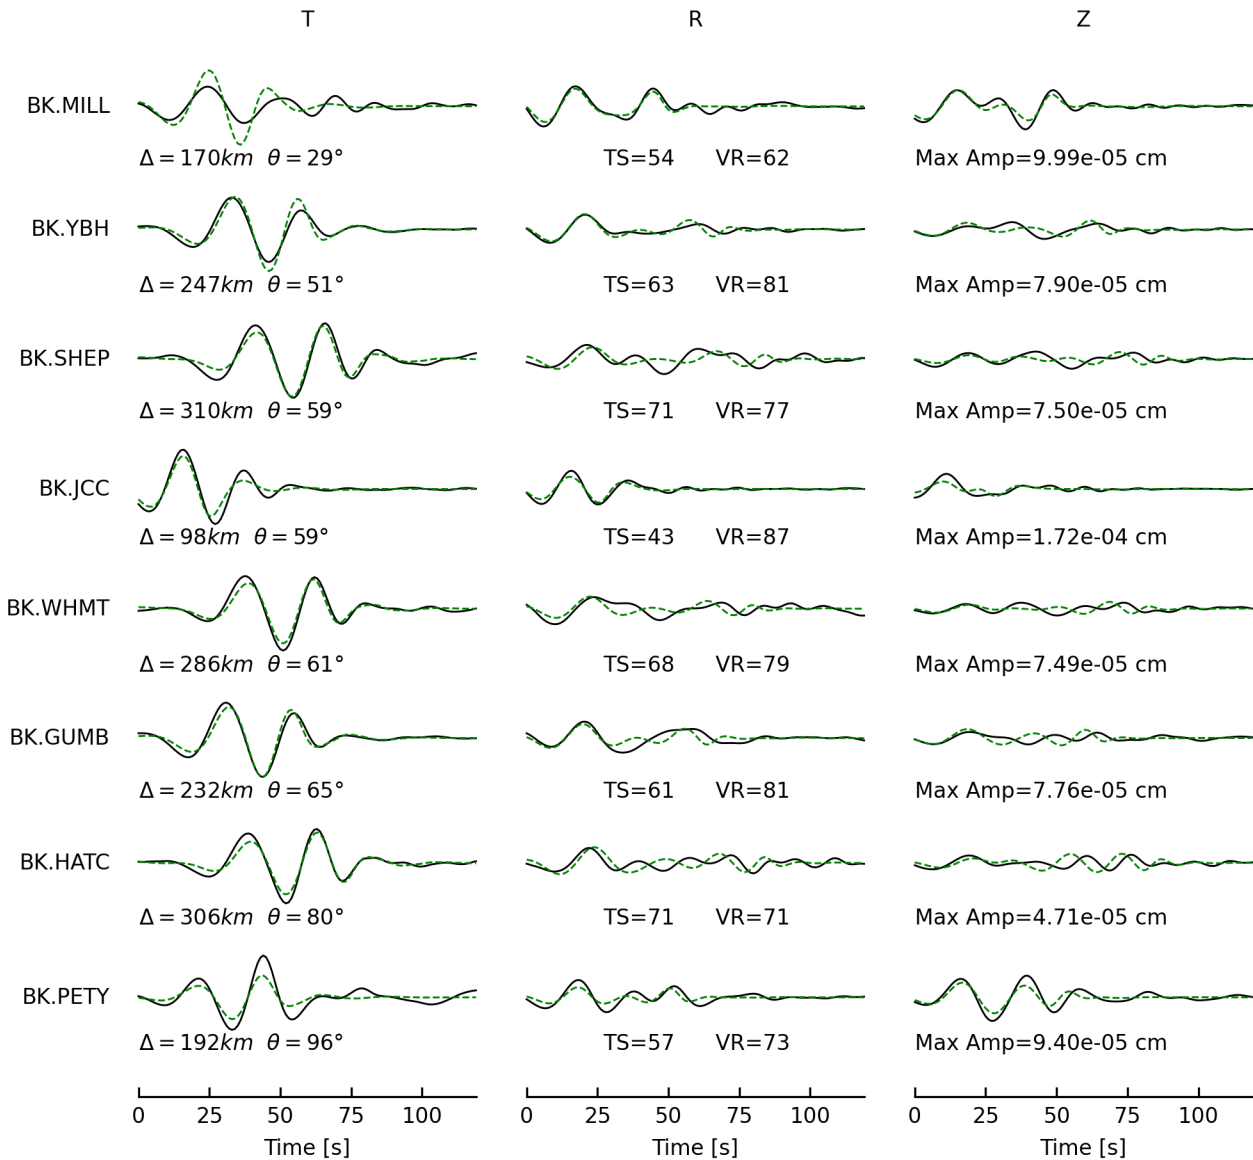 T R Z
BK.MILL
Δ = 170km θ = 29° TS=54 VR=62 Max Amp=9.99e-05 cm
BK.YBH
Δ = 247km θ = 51° TS=63 VR=81 Max Amp=7.90e-05 cm
BK.SHEP
Δ = 310km θ = 59° TS=71 VR=77 Max Amp=7.50e-05 cm
BK.JCC
Δ = 98km θ = 59° TS=43 VR=87 Max Amp=1.72e-04 cm
BK.WHMT
Δ = 286km θ = 61° TS=68 VR=79 Max Amp=7.49e-05 cm
BK.GUMB
Δ = 232km θ = 65° TS=61 VR=81 Max Amp=7.76e-05 cm
BK.HATC
Δ = 306km θ = 80° TS=71 VR=71 Max Amp=4.71e-05 cm
BK.PETY
Δ = 192km θ = 96° TS=57 VR=73 Max Amp=9.40e-05 cm
0 25 50 75 100 0 25 50 75 100 0 25 50 75 100
Time [s] Time [s] Time [s]